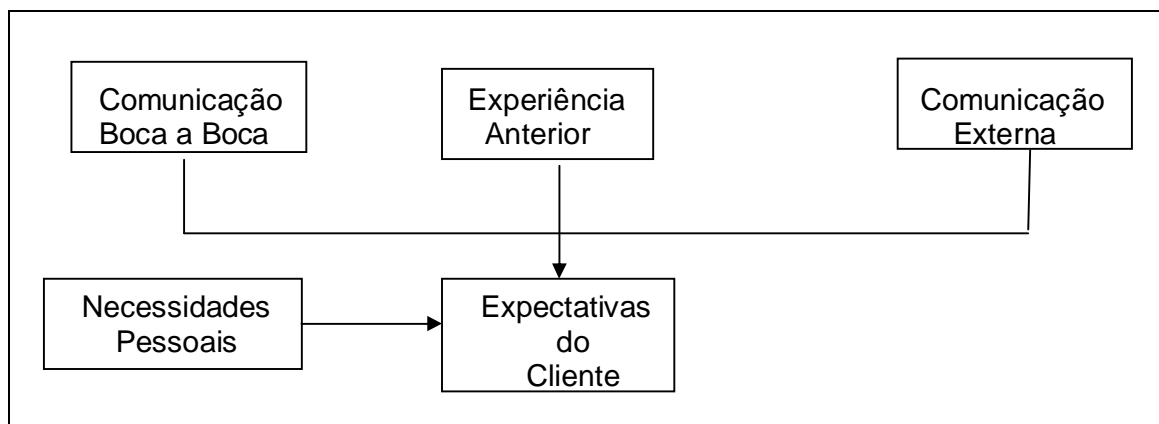 Comunicação
Boca a Boca
Experiência
Anterior
Comunicação
Externa
Necessidades
Pessoais
Expectativas
do
Cliente